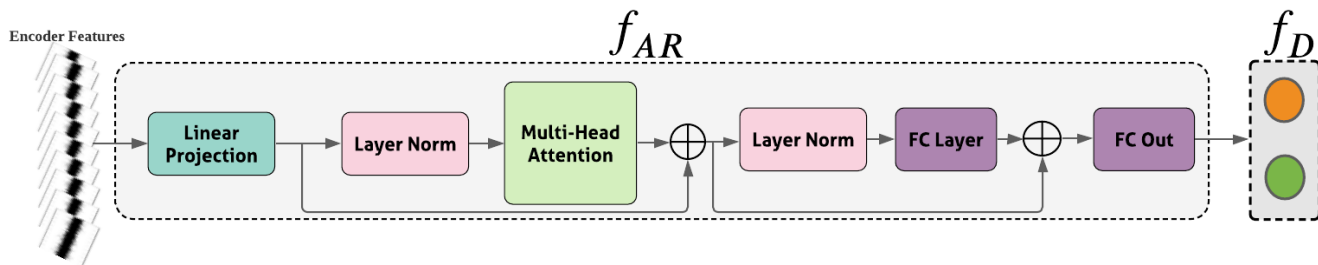 Encoder Features
f_AR
f_D
Linear
Projection
Layer Norm
Multi-Head
Attention
Layer Norm
FC Layer
FC Out